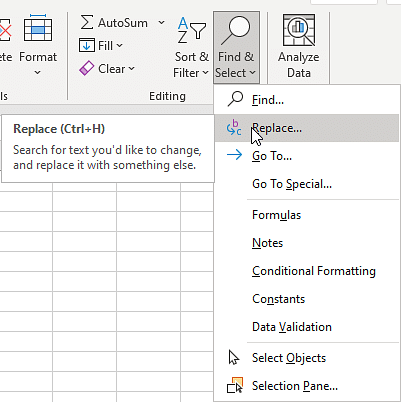 AutoSum
ete
Format
Fill
Clear
Sort &
Filter
Find &
Select
Analyze
Data
ls
Editing
Find...
Replace...
Go To...
Go To Special...
Formulas
Notes
Conditional Formatting
Constants
Data Validation
Select Objects
Selection Pane...
Replace (Ctrl+H)
Search for text you'd like to change,
and replace it with something else.